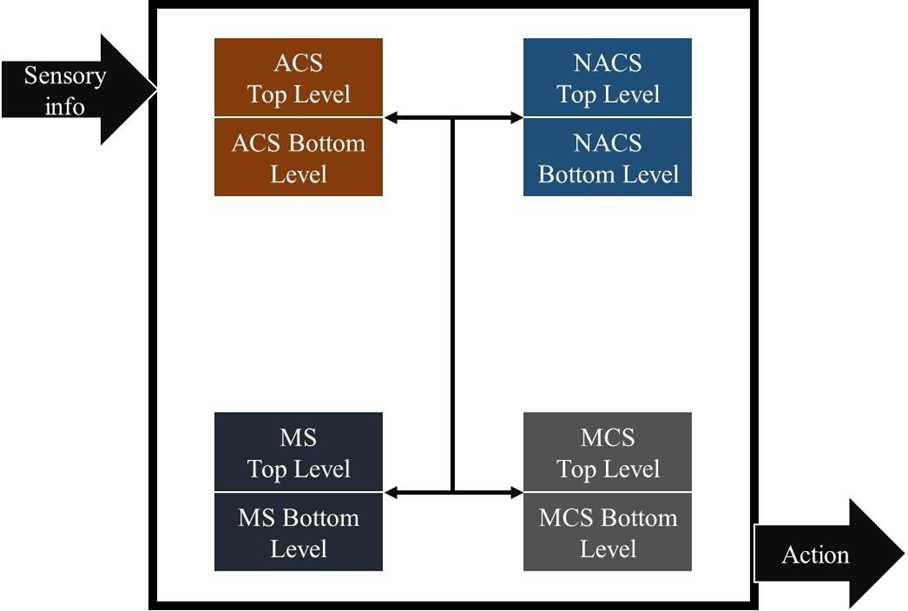 Sensory
info
ACS
Top Level
ACS Bottom
Level
NACS
Top Level
NACS
Bottom Level
MS
Top Level
MS Bottom
Level
MCS
Top Level
MCS Bottom
Level
Action